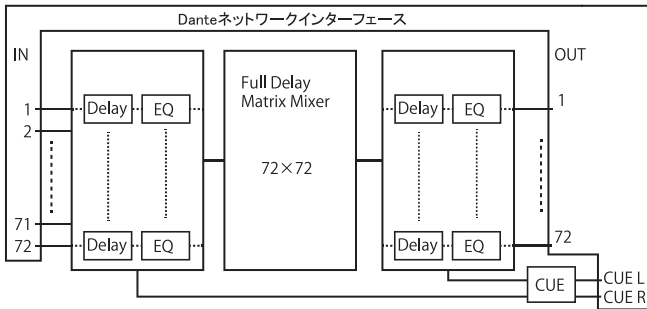 Danteネットワークインターフェース
IN
OUT
1
2
71
72
Delay
EQ
Delay
EQ
Full Delay
Matrix Mixer
72×72
Delay
EQ
Delay
EQ
1
72
CUE
CUE L
CUE R